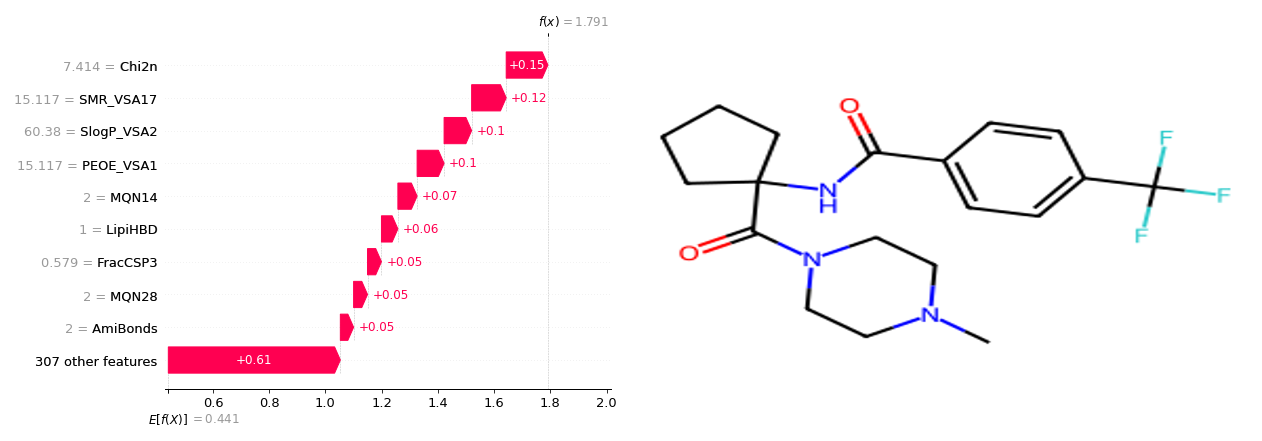 f(x) = 1.791
7.414 = Chi2n
+0.15
15.117 = SMR_VSA17
+0.12
60.38 = SlogP_VSA2
+0.1
15.117 = PEOE_VSA1
+0.1
2 = MQN14
+0.07
1 = LipiHBD
+0.06
0.579 = FracCSP3
+0.05
2 = MQN28
+0.05
2 = AmiBonds
+0.05
307 other features
+0.61
0.6 0.8 1.0 1.2 1.4 1.6 1.8 2.0
E[f(X)] = 0.441
O
F
N
H
F
F
O
N
N